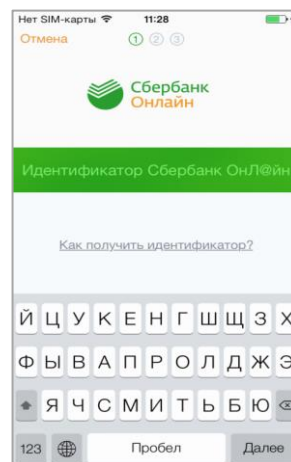 Нет SIM-карты 11:28
Отмена 1 2 3
Сбербанк
Онлайн
Идентификатор Сбербанк ОнЛ@йн
Как получить идентификатор?
Й Ц У К Е Н Г Ш Щ З Х
Ф Ы В А П Р О Л Д Ж Э
Я Ч С М И Т Ь Б Ю
123 Пробел Далее